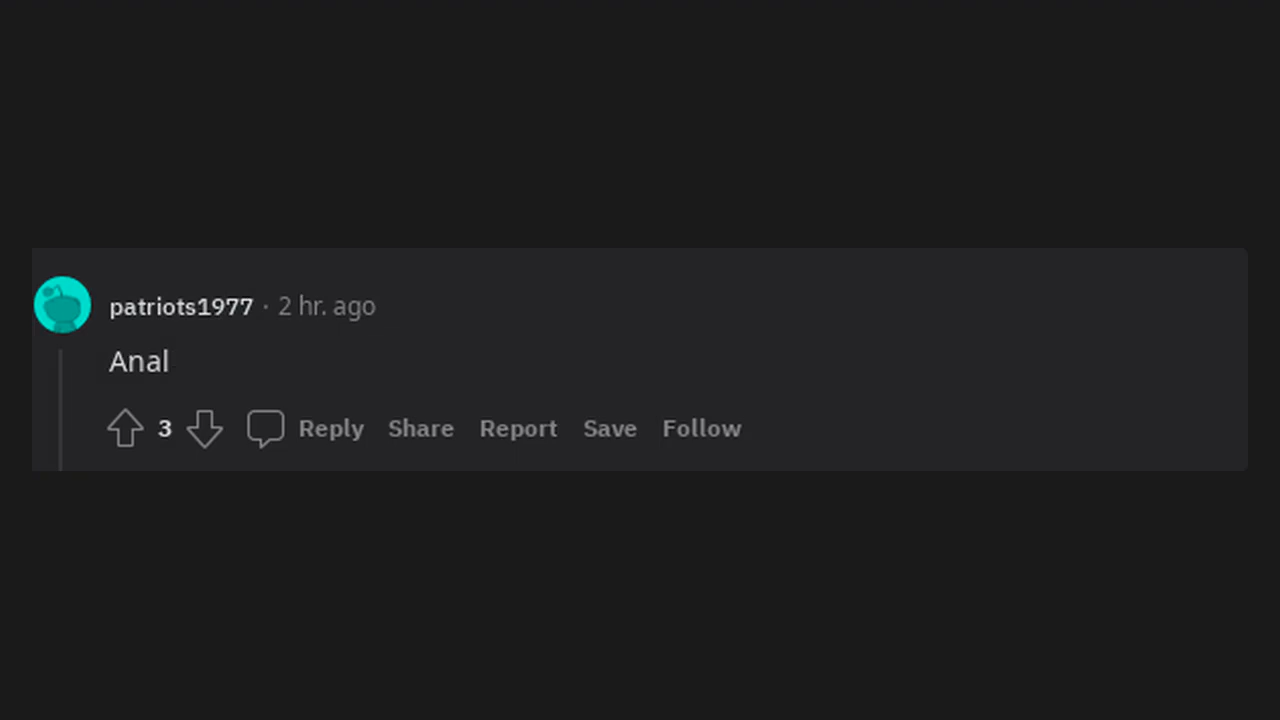 patriots1977 · 2 hr. ago
Anal
3 Reply Share Report Save Follow